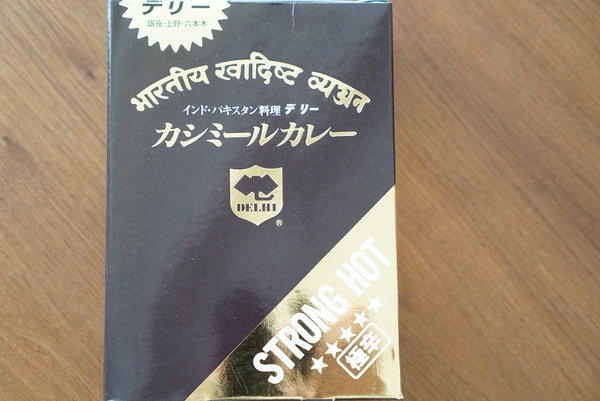 デリー
銀座・上野・六本木
भारतीय खादिष्ट व्यञ्जन
インド・パキスタン料理 デリー
カシミールカレー
DELHI
®
STRONG HOT
★★★★★
極辛